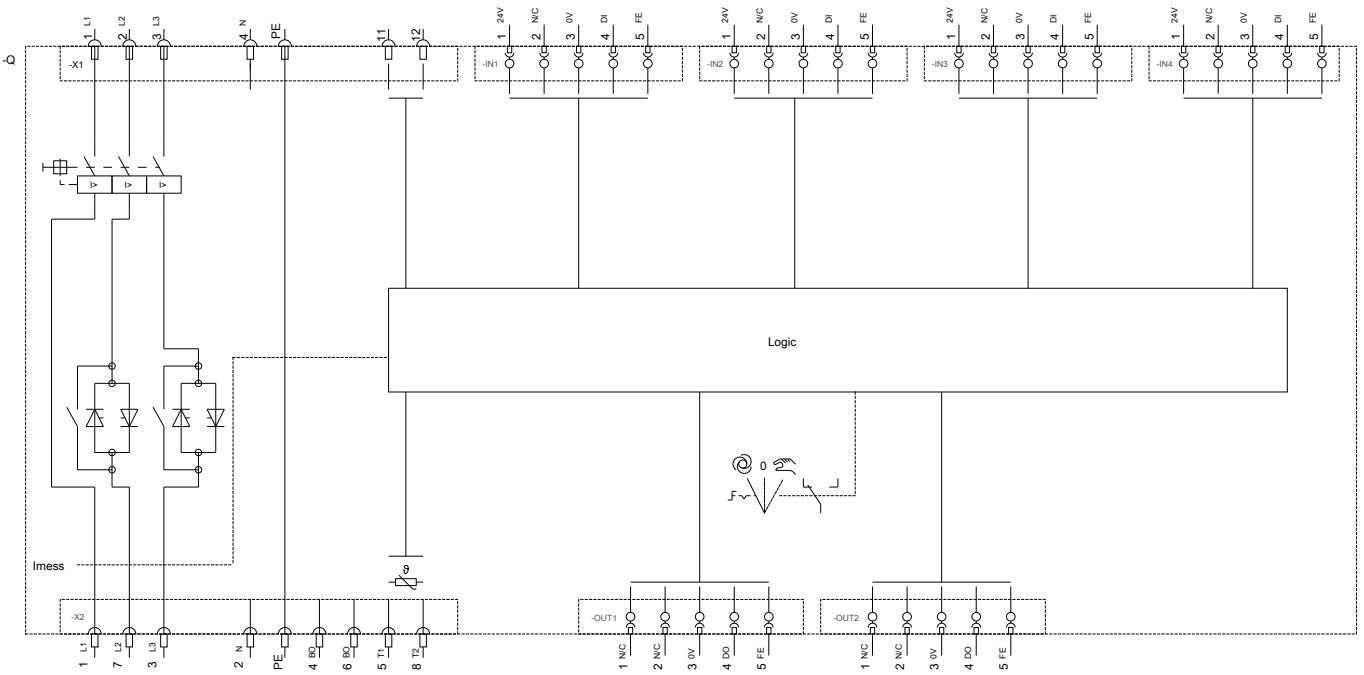 -Q
1 L1 2 L2 3 L3 4 N PE 11 12
-X1
1 24V 2 N/C 3 0V 4 DI 5 FE
-IN1
1 24V 2 N/C 3 0V 4 DI 5 FE
-IN2
1 24V 2 N/C 3 0V 4 DI 5 FE
-IN3
1 24V 2 N/C 3 0V 4 DI 5 FE
-IN4
I> I> I>
Logic
0
Imess
ϑ
-X2
1 L1 7 L2 3 L3 2 N PE 4 BO 6 BO 5 T1 8 T2
-OUT1
1 N/C 2 N/C 3 0V 4 DO 5 FE
-OUT2
1 N/C 2 N/C 3 0V 4 DO 5 FE